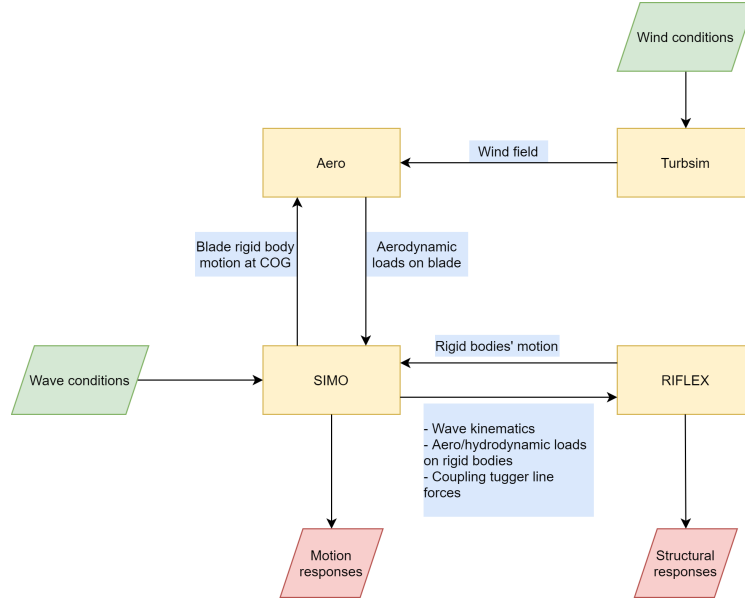 Wind conditions
Aero
Wind field
Turbsim
Blade rigid body
motion at COG
Aerodynamic
loads on blade
Rigid bodies' motion
Wave conditions
SIMO
RIFLEX
- Wave kinematics
- Aero/hydrodynamic loads
on rigid bodies
- Coupling tugger line
forces
Motion
responses
Structural
responses